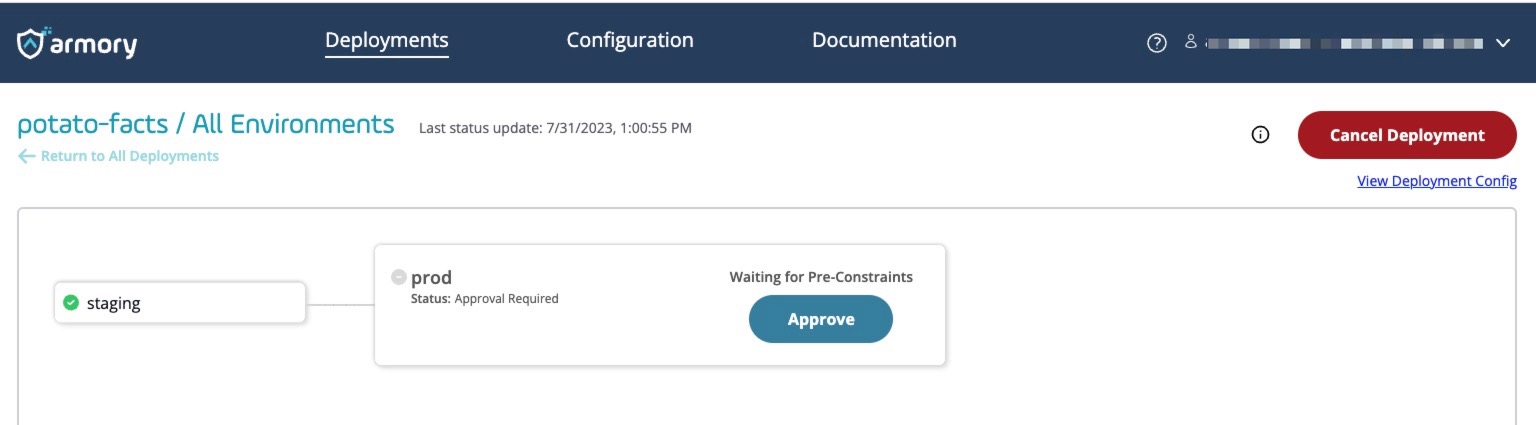 armory
Deployments
Configuration
Documentation
potato-facts / All Environments
Last status update: 7/31/2023, 1:00:55 PM
Cancel Deployment
← Return to All Deployments
View Deployment Config
staging
prod
Status: Approval Required
Waiting for Pre-Constraints
Approve